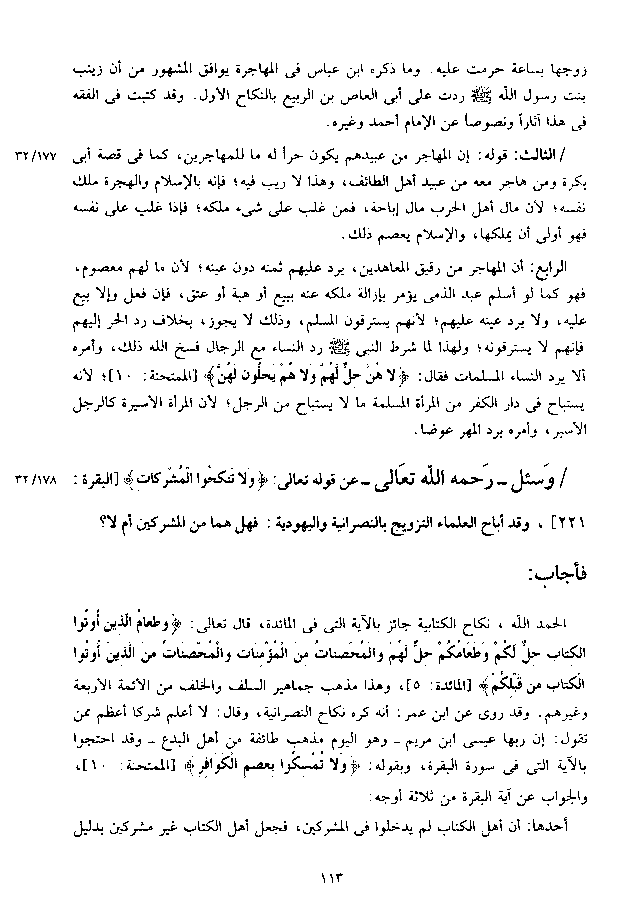 زوجها بساعة حرمت عليه. وما ذكره ابن عباس فى المهاجرة يوافق المشهور من أن زينب
بنت رسول الله ﷺ ردت على أبى العاص بن الربيع بالنكاح الأول. وقد كتبت فى الفقه
فى هذا آثاراً ونصوصاً عن الإمام أحمد وغيره.
/ الثالث: قوله: إن المهاجر من عبيدهم يكون حرأ له ما للمهاجرين، كما فى قصة أبى ٣٢/١٧٧
بكرة ومن هاجر معه من عبيد أهل الطائف، وهذا لا ريب فيه؛ فإنه بالإسلام والهجرة ملك
نفسه؛ لأن مال أهل الحرب مال إباحة، فمن غلب على شىء ملكه؛ فإذا غلب على نفسه
فهو أولى أن يملكها، والإسلام يعصم ذلك.
الرابع: أن المهاجر من رقيق المعاهدين، يرد عليهم ثمنه دون عينه؛ لأن ما لهم معصوم،
فهو كما لو أسلم عبد الذمى يؤمر بإزالة ملكه عنه ببيع أو هبة أو عتق، فإن فعل وإلا بيع
عليه، ولا يرد عينه عليهم؛ لأنهم يسترقون المسلم، وذلك لا يجوز، بخلاف رد الحر إليهم
فإنهم لا يسترقونه؛ ولهذا لما شرط النبى ﷺ رد النساء مع الرجال فسخ الله ذلك، وأمره
ألا يرد النساء المسلمات فقال: ﴿لا هُنَّ حِلٌّ لَّهُمْ وَلا هُمْ يَحِلُّونَ لَهُنَّ﴾ [الممتحنة: ١٠]؛ لأنه
يستباح فى دار الكفر من المرأة المسلمة ما لا يستباح من الرجل؛ لأن المرأة الأسيرة كالرجل
الأسير، وأمره برد المهر عوضا.
/ وَسئل ـ رَحمه الله تعَالى ـ عن قوله تعالى: ﴿وَلا تَنكِحُوا الْمُشْرِكَاتِ﴾ [البقرة: ٣٢/١٧٨
٢٢١]، وقد أباح العلماء التزويج بالنصرانية واليهودية: فهل هما من المشركين أم لا؟
فأجاب:
الحمد الله، نكاح الكتابية جائز بالآية التى فى المائدة، قال تعالى: ﴿وَطَعَامُ الَّذِينَ أُوتُوا
الْكِتَابَ حِلٌّ لَّكُمْ وَطَعَامُكُمْ حِلٌّ لَّهُمْ وَالْمُحْصَنَاتُ مِنَ الْمُؤْمِنَاتِ وَالْمُحْصَنَاتُ مِنَ الَّذِينَ أُوتُوا
الْكِتَابَ مِن قَبْلِكُمْ﴾ [المائدة: ٥]، وهذا مذهب جماهير السلف والخلف من الأئمة الأربعة
وغيرهم. وقد روى عن ابن عمر: أنه كره نكاح النصرانية، وقال: لا أعلم شركا أعظم ممن
تقول: إن ربها عيسى ابن مريم ـ وهو اليوم مذهب طائفة من أهل البدع ـ وقد احتجوا
بالآية التى فى سورة البقرة، وبقوله: ﴿وَلا تُمْسِكُوا بِعِصَمِ الْكَوَافِرِ﴾ [الممتحنة: ١٠]،
والجواب عن آية البقرة من ثلاثة أوجه:
أحدها: أن أهل الكتاب لم يدخلوا فى المشركين، فجعل أهل الكتاب غير مشركين بدليل
١١٣